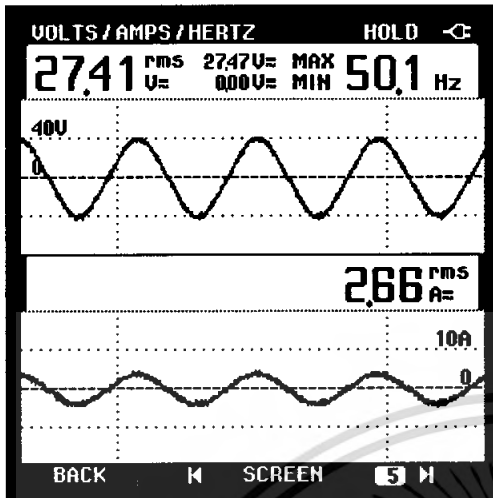 VOLTS/AMPS/HERTZ HOLD
27.41 rms V≂ 27.47V≂ MAX 0.00V≂ MIN 50.1 Hz
40V
0
2.66 rms A≂
10A
0
BACK SCREEN 5